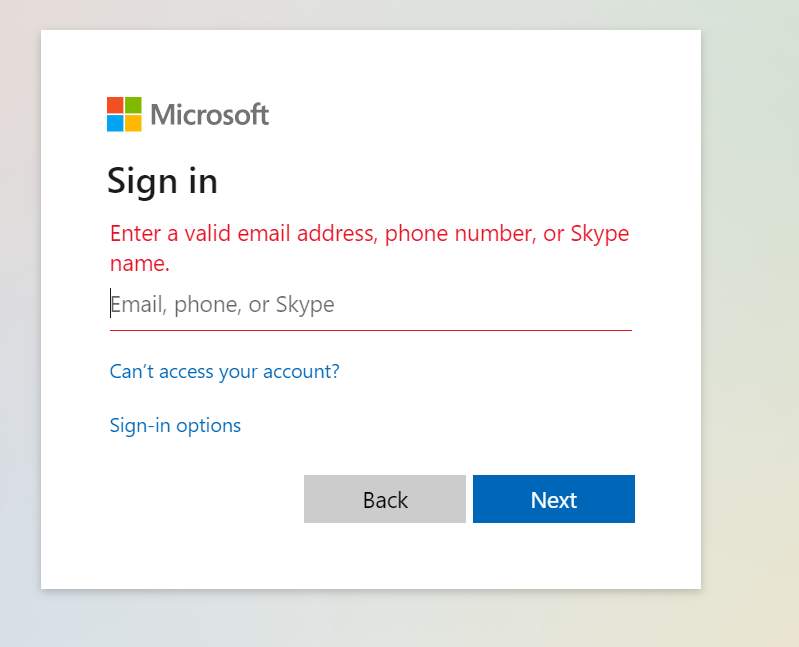 Microsoft
Sign in
Enter a valid email address, phone number, or Skype
name.
Email, phone, or Skype
Can’t access your account?
Sign-in options
Back
Next